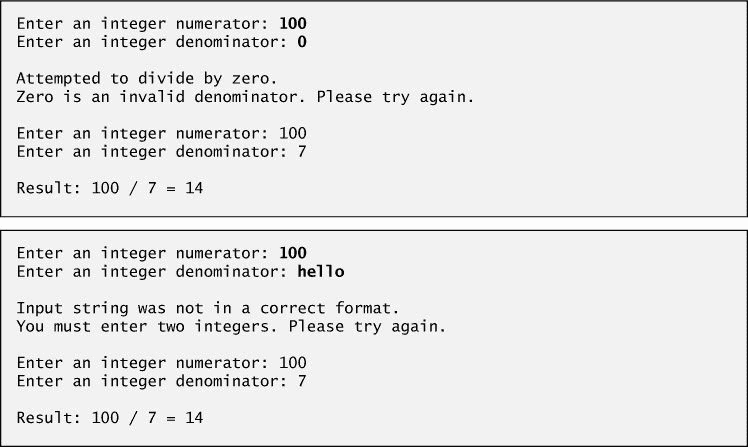 Enter an integer numerator: 100
Enter an integer denominator: 0
Attempted to divide by zero.
Zero is an invalid denominator. Please try again.
Enter an integer numerator: 100
Enter an integer denominator: 7
Result: 100 / 7 = 14
Enter an integer numerator: 100
Enter an integer denominator: hello
Input string was not in a correct format.
You must enter two integers. Please try again.
Enter an integer numerator: 100
Enter an integer denominator: 7
Result: 100 / 7 = 14